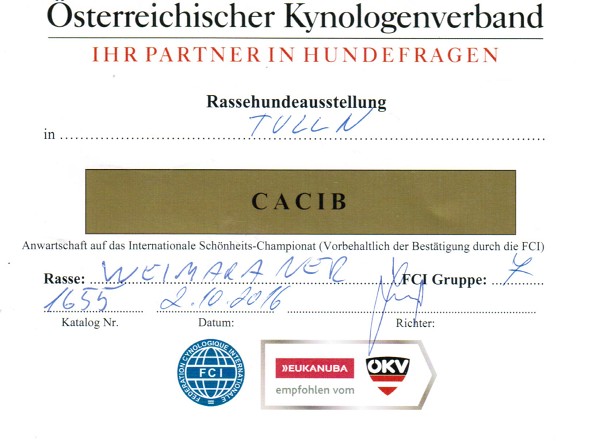 Österreichischer Kynologenverband
IHR PARTNER IN HUNDEFRAGEN
Rassehundeausstellung
in TULLN
CACIB
Anwartschaft auf das Internationale Schönheits-Championat (Vorbehaltlich der Bestätigung durch die FCI)
Rasse: WEIMARANER FCI Gruppe: 7
1655 2.10.2016
Katalog Nr. Datum: Richter:
FEDERATION CYNOLOGIQUE INTERNATIONALE
FCI
»EUKANUBA
empfohlen vom
ÖKV